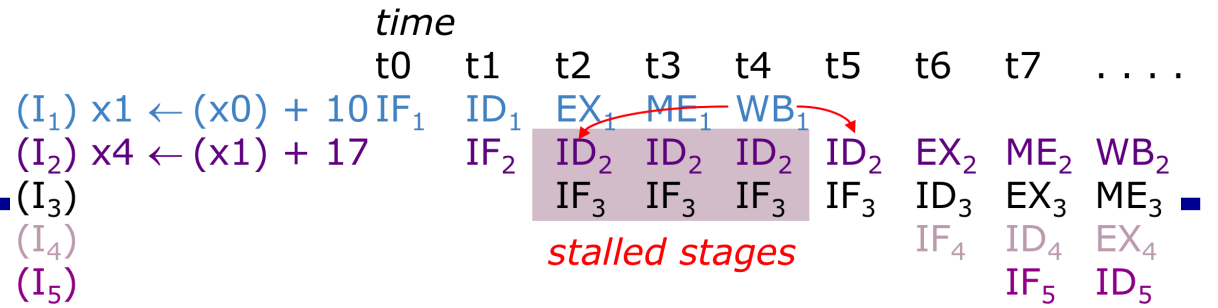 time
t0 t1 t2 t3 t4 t5 t6 t7 . . . .
(I₁) x1 ← (x0) + 10 IF₁ ID₁ EX₁ ME₁ WB₁
(I₂) x4 ← (x1) + 17 IF₂ ID₂ ID₂ ID₂ ID₂ EX₂ ME₂ WB₂
(I₃) IF₃ IF₃ IF₃ IF₃ ID₃ EX₃ ME₃
(I₄) IF₄ ID₄ EX₄
stalled stages
(I₅) IF₅ ID₅